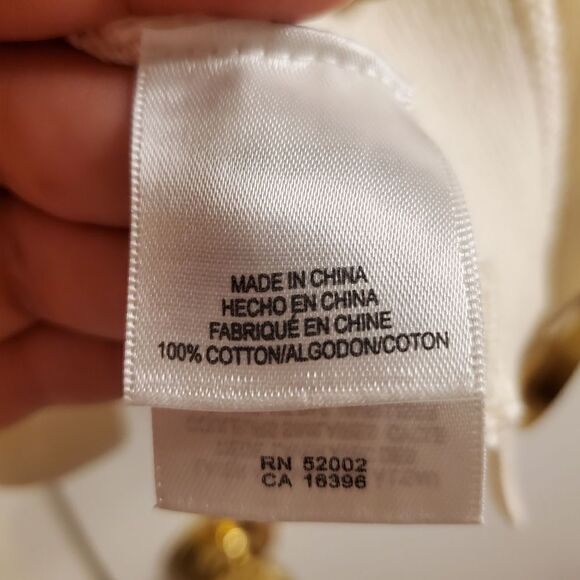 MADE IN CHINA
HECHO EN CHINA
FABRIQUÉ EN CHINE
100% COTTON/ALGODON/COTON
RN 52002
CA 16396